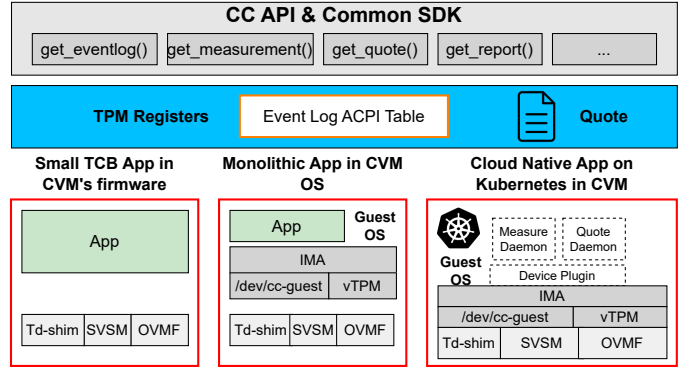 CC API & Common SDK
get_eventlog()
get_measurement()
get_quote()
get_report()
...
TPM Registers
Event Log ACPI Table
Quote
Small TCB App in
CVM's firmware
Monolithic App in CVM
OS
Cloud Native App on
Kubernetes in CVM
App
Td-shim
SVSM
OVMF
App
Guest
OS
IMA
/dev/cc-guest
vTPM
Td-shim
SVSM
OVMF
Guest
OS
Measure
Daemon
Quote
Daemon
Device Plugin
IMA
/dev/cc-guest
vTPM
Td-shim
SVSM
OVMF